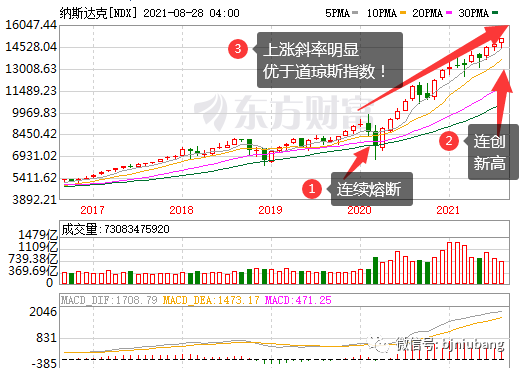 纳斯达克[NDX] 2021-08-28 04:00 5PMA 10PMA 20PMA 30PMA
16047.44
14528.43
13008.63
11489.23
9969.83
8450.42
6931.02
5411.62
3892.21
东方财富
3 上涨斜率明显
优于道琼斯指数！
1 连续熔断
2 连创
新高
2017 2018 2019 2020 2021
成交量:73083475920
1479亿
1109亿
739.38亿
369.69亿
0
MACD_DIF:1708.79 MACD_DEA:1473.17 MACD:471.25
2046
831
-385
微信号: bjniubang